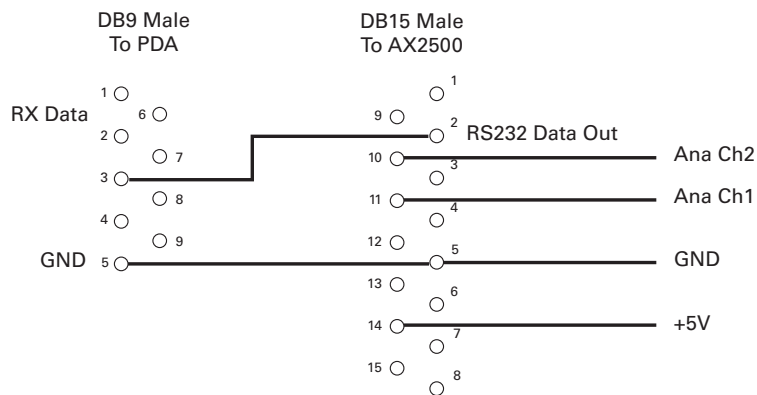 DB9 Male
To PDA
DB15 Male
To AX2500
1
1
RX Data
6
9
2
2
RS232 Data Out
7
10
Ana Ch2
3
3
8
11
Ana Ch1
4
4
9
12
5
GND
5
GND
13
6
14
+5V
7
15
8